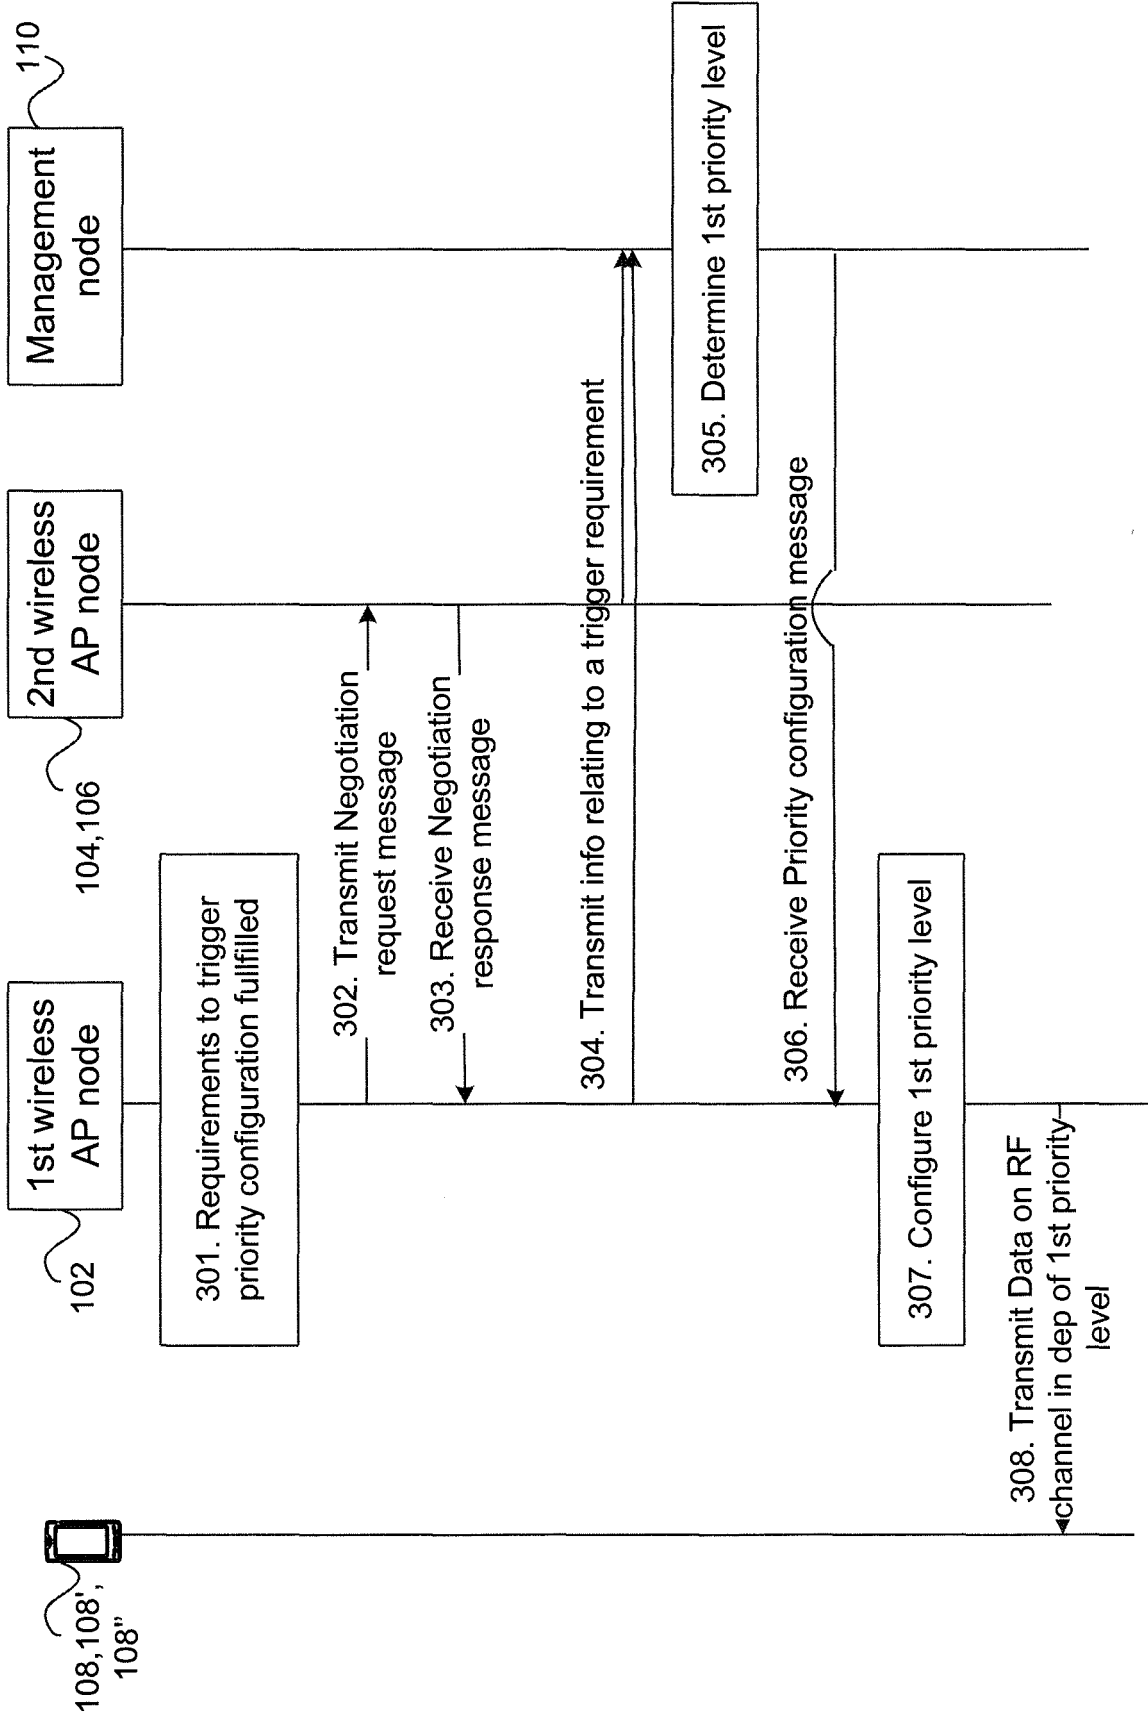 108,108',
108"
102
1st wireless
AP node
104,106
2nd wireless
AP node
110
Management
node
301. Requirements to trigger
priority configuration fullfilled
302. Transmit Negotiation
request message
303. Receive Negotiation
response message
304. Transmit info relating to a trigger requirement
305. Determine 1st priority level
306. Receive Priority configuration message
307. Configure 1st priority level
308. Transmit Data on RF
channel in dep of 1st priority
level